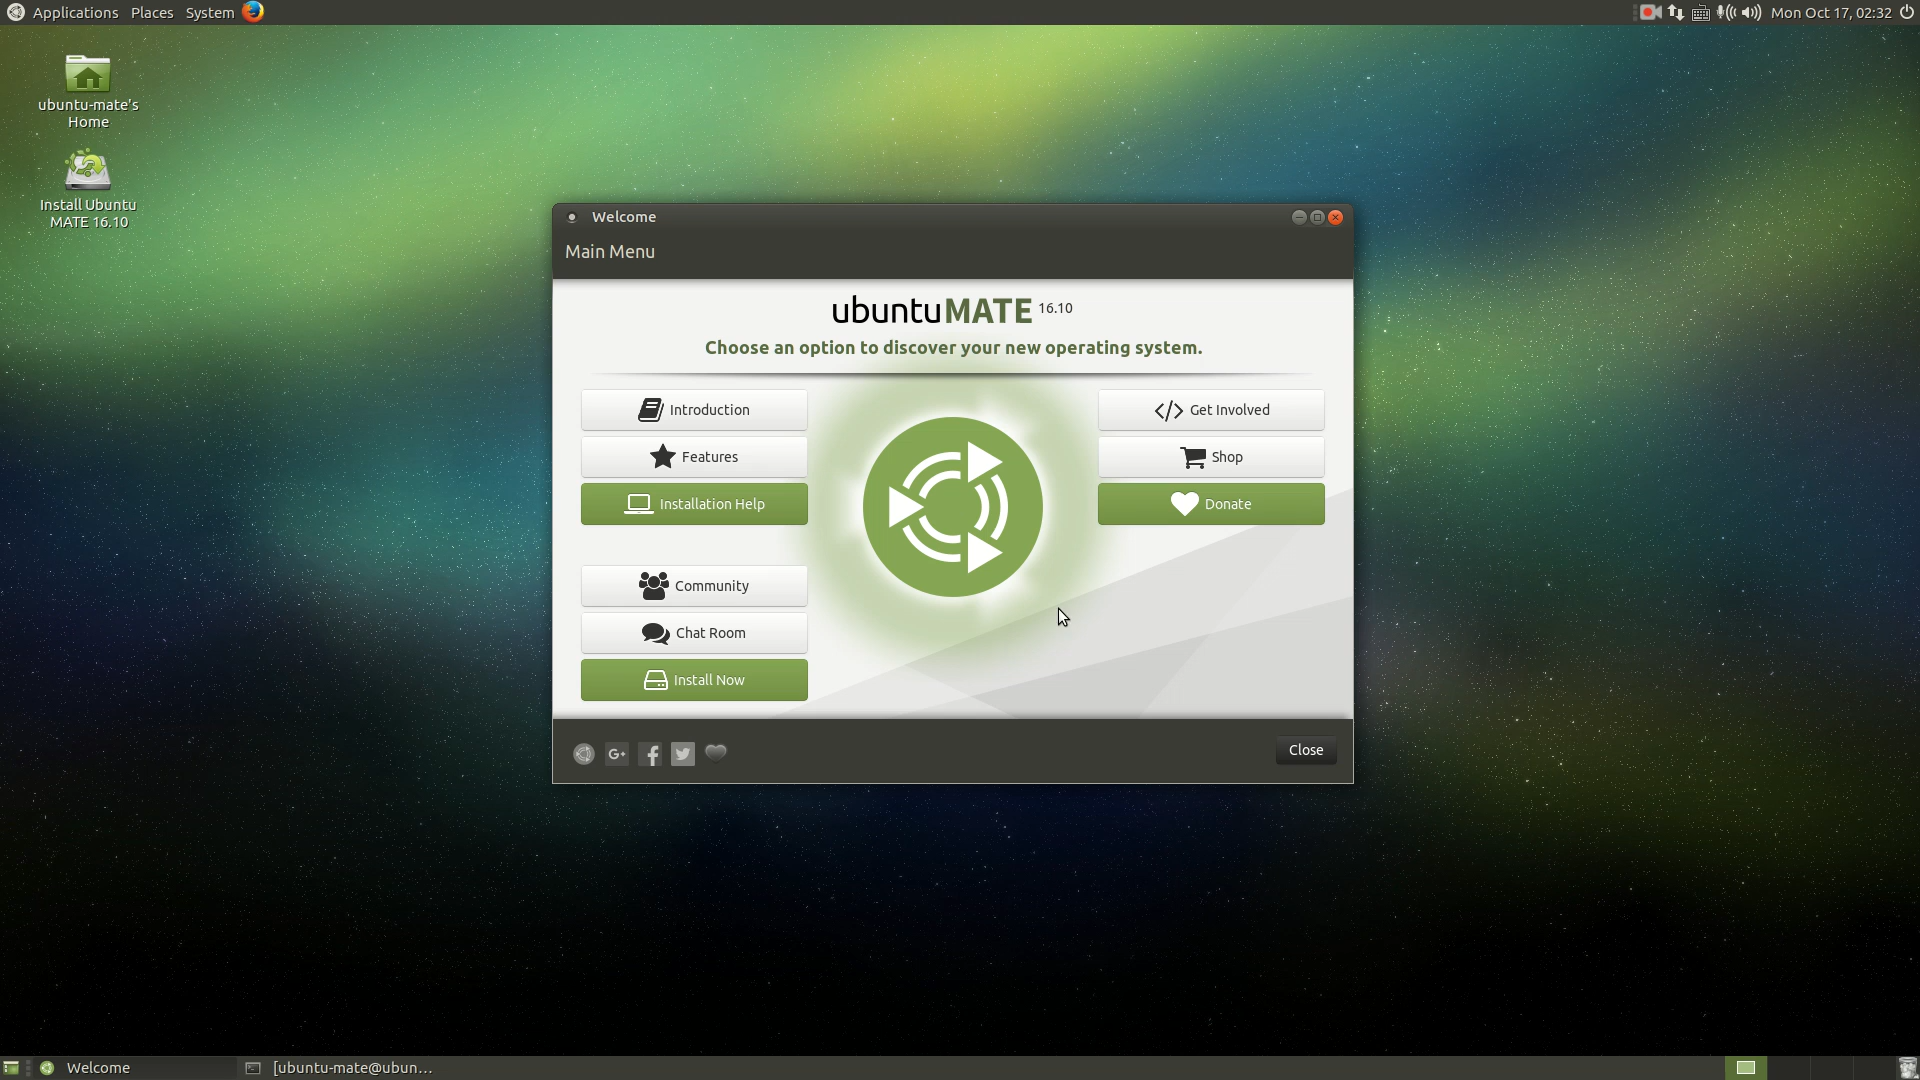 Applications Places System
Mon Oct 17, 02:32
ubuntu-mate's
Home
Install Ubuntu
MATE 16.10
Welcome
Main Menu
ubuntuMATE 16.10
Choose an option to discover your new operating system.
Introduction
Features
Installation Help
Community
Chat Room
Install Now
Get Involved
Shop
Donate
G+
Close
Welcome
[ubuntu-mate@ubun...